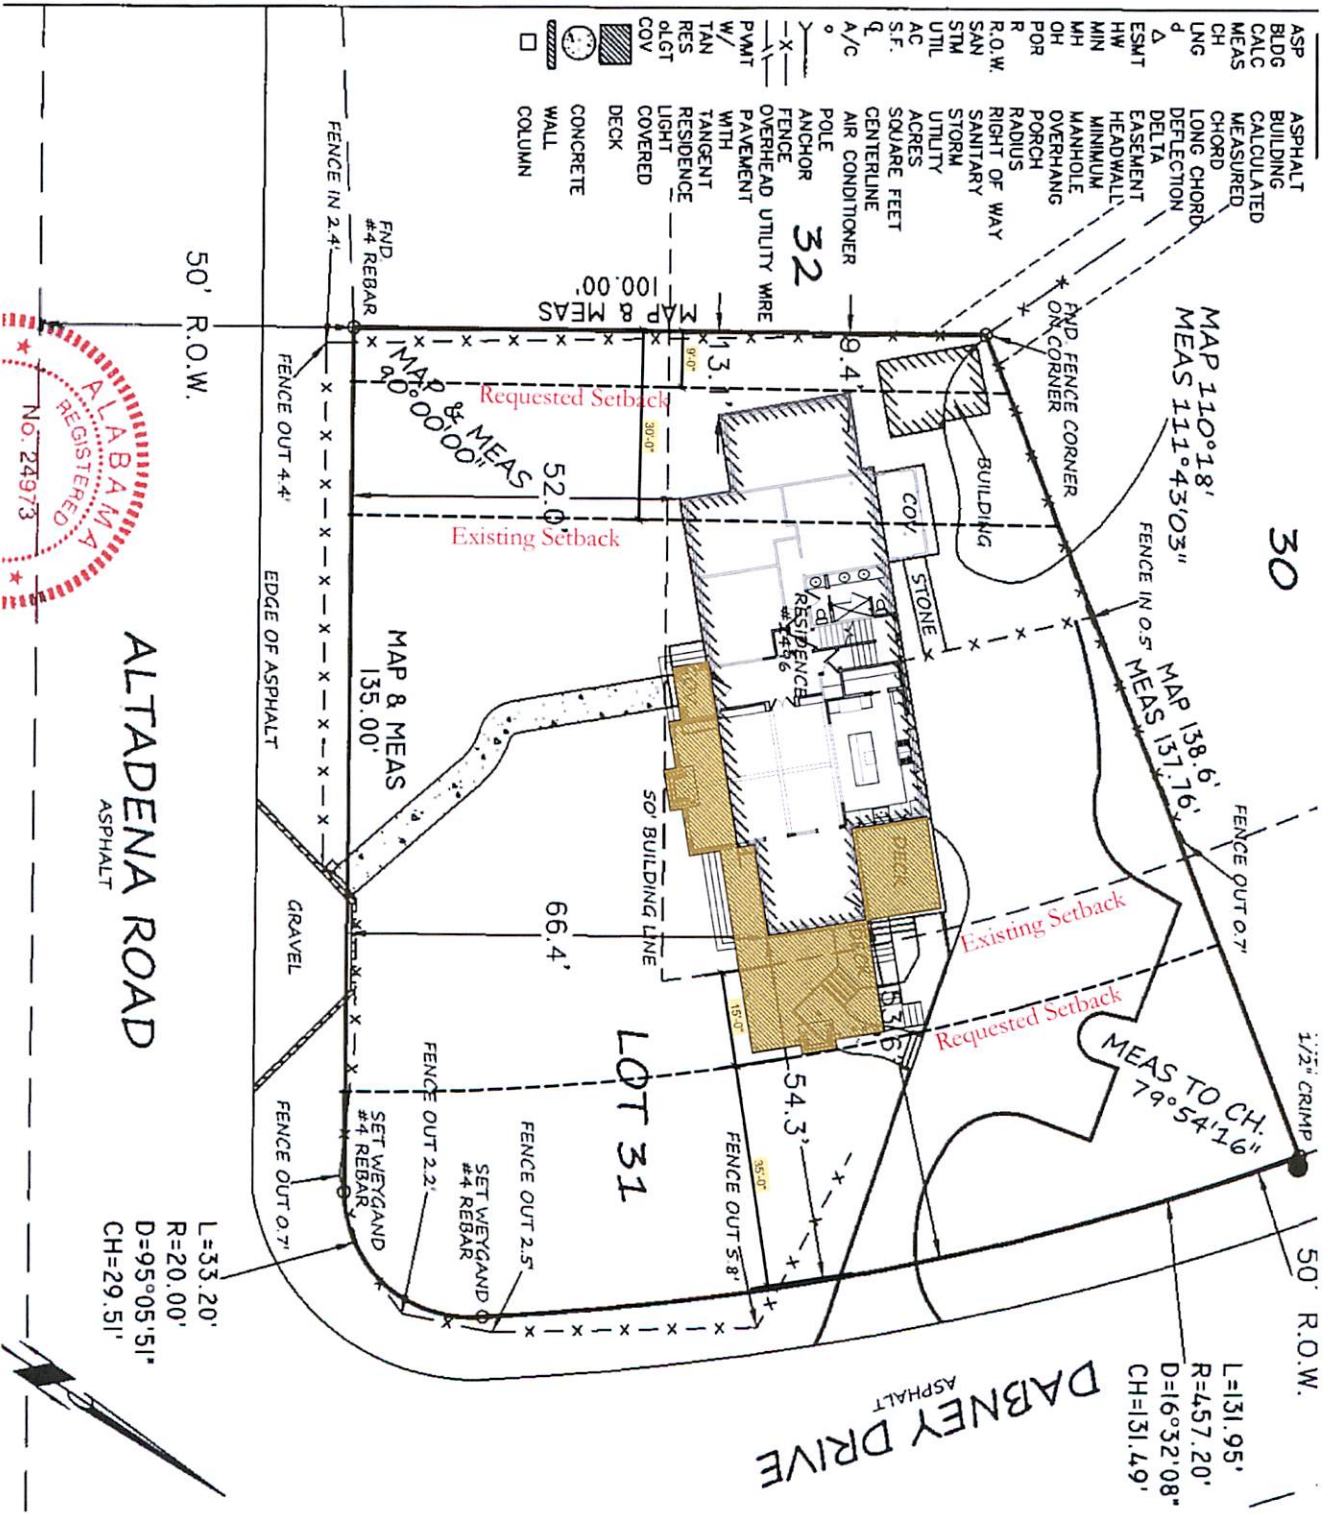 ASP ASPHALT
BLDG BUILDING
CALC CALCULATED
MEAS MEASURED
CH CHORD
LNG LONG CHORD
d DEFLECTION
Δ DELTA
ESMT EASEMENT
HW HEADWALL
MIN MINIMUM
MH MANHOLE
OH OVERHANG
POR PORCH
R RADIUS
R.O.W. RIGHT OF WAY
SAN SANITARY
STM STORM
UTIL UTILITY
AC ACRES
S.F. SQUARE FEET
℄ CENTERLINE
A/C AIR CONDITIONER
POLE
ANCHOR
—X— FENCE
OVERHEAD UTILITY WIRE
PVMT PAVEMENT
W/ WITH
TAN TANGENT
RES RESIDENCE
oLGT LIGHT
COV COVERED
DECK
CONCRETE
WALL
COLUMN
32
30
MAP 110°18'
MEAS 111°43'03"
FND. FENCE CORNER
ON CORNER
FENCE IN 0.5'
MAP 138.6'
MEAS 137.76'
FENCE OUT 0.7'
1/2" CRIMP
50' R.O.W.
L=131.95'
R=457.20'
D=16°32'08"
CH=131.49'
MEAS TO CH.
79°54'16"
DABNEY DRIVE
ASPHALT
FENCE IN 2.4'
FND.
#4 REBAR
MAP & MEAS
100.00'
9'-0"
9.4'
BUILDING
Requested Setback
30'-0"
MAP & MEAS
90°00'00"
52.0'
Existing Setback
COV.
STONE
RESIDENCE
DECK
Existing Setback
Requested Setback
50' BUILDING LINE
66.4'
15'-0"
54.3'
35'-0"
LOT 31
FENCE OUT 5.8'
FENCE OUT 2.5'
SET WEYGAND
#4 REBAR
FENCE OUT 2.2'
SET WEYGAND
#4 REBAR
FENCE OUT 0.7'
L=33.20'
R=20.00'
D=95°05'51"
CH=29.51'
MAP & MEAS
135.00'
50' R.O.W.
FENCE OUT 4.4'
EDGE OF ASPHALT
GRAVEL
ALTADENA ROAD
ASPHALT
ALABAMA
REGISTERED
No. 24973